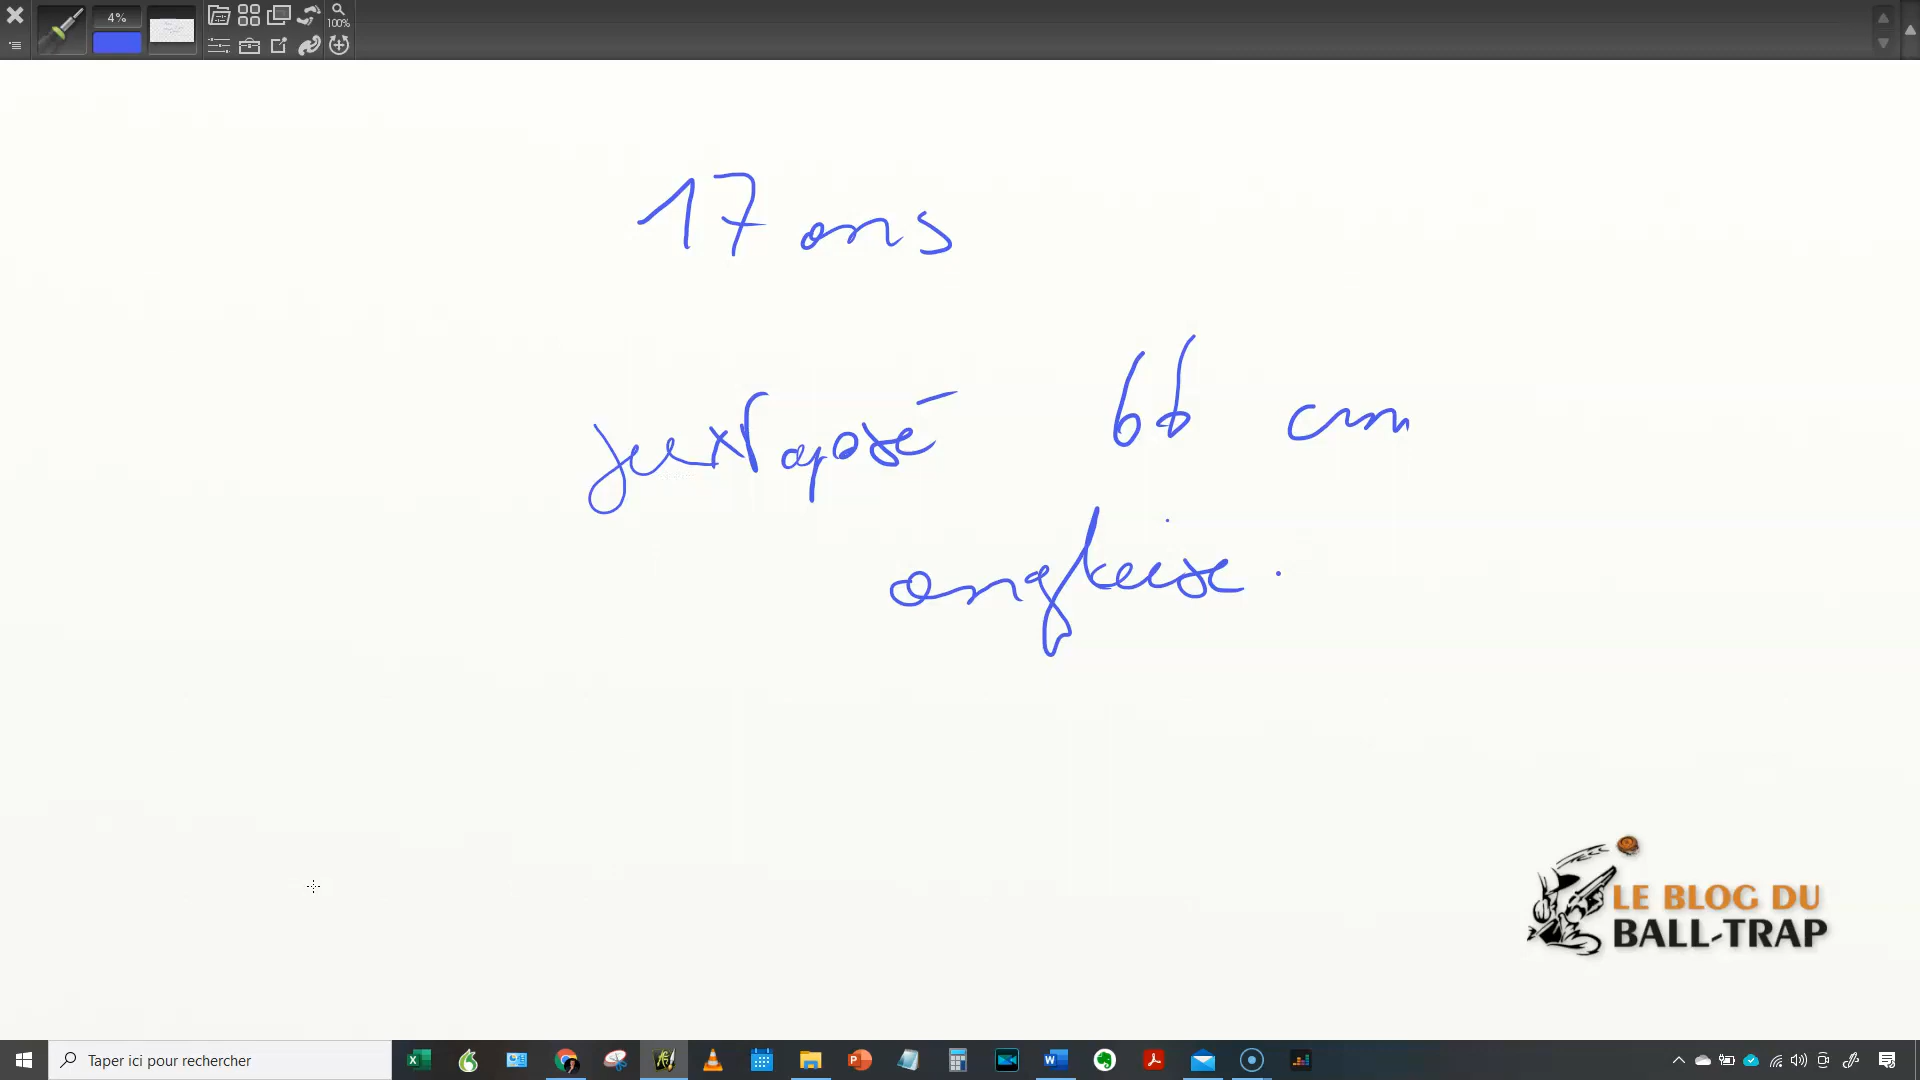 4%
100%
17 ans
juxtaposé 66 cm
anglaise.
LE BLOG DU
BALL-TRAP
Taper ici pour rechercher